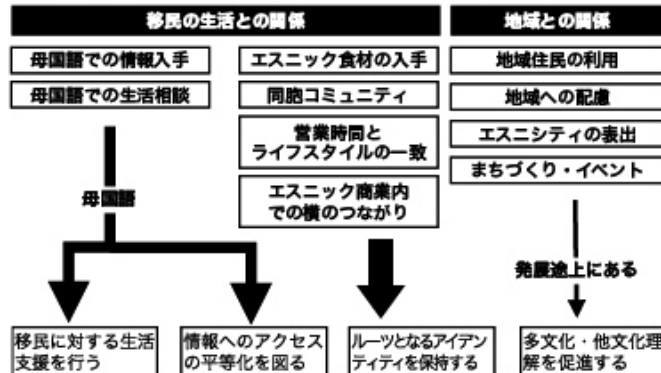 移民の生活との関係
地域との関係
母国語での情報入手
母国語での生活相談
エスニック食材の入手
同胞コミュニティ
営業時間と
ライフスタイルの一致
エスニック商業内
での横のつながり
地域住民の利用
地域への配慮
エスニシティの表出
まちづくり・イベント
母国語
発展途上にある
移民に対する生活
支援を行う
情報へのアクセス
の平等化を図る
ルーツとなるアイデン
ティティを保持する
多文化・他文化理
解を促進する